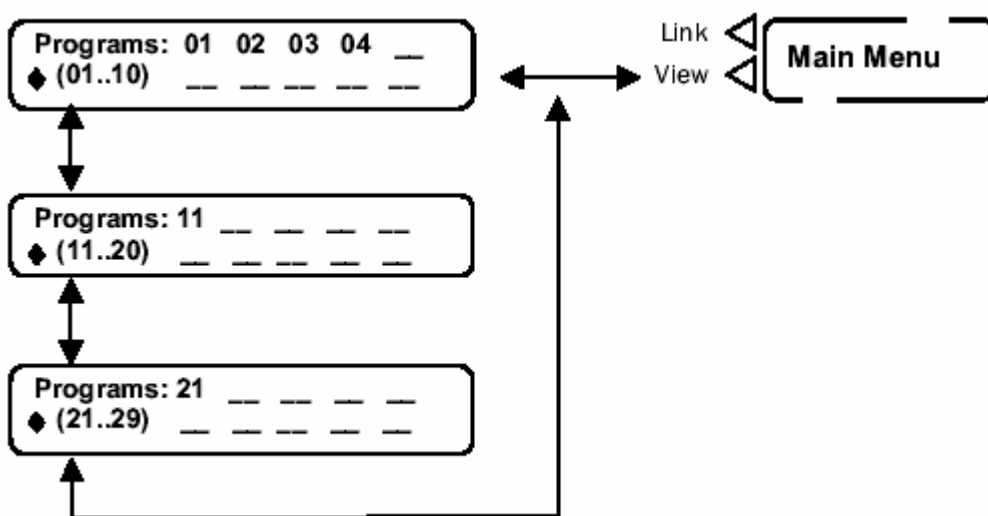 Programs: 01 02 03 04 __
(01..10) __ __ __ __ __
Link
View
Main Menu
Programs: 11 __ __ __ __
(11..20) __ __ __ __ __
Programs: 21 __ __ __ __
(21..29) __ __ __ __ __